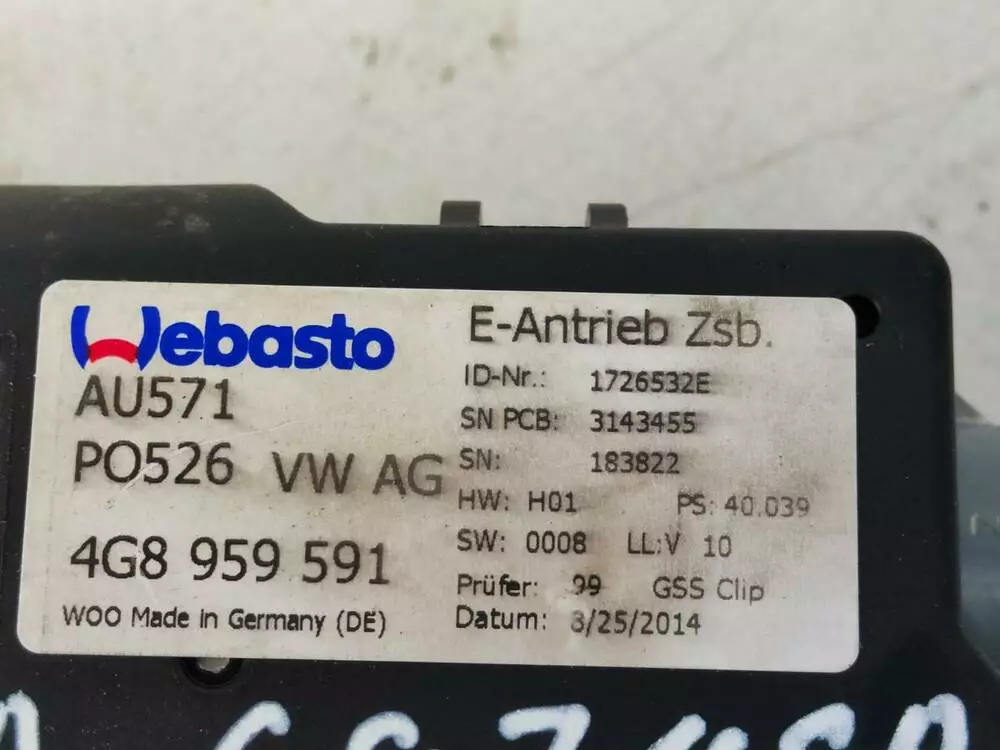 Webasto
AU571
PO526 VW AG
4G8 959 591
WOO Made in Germany (DE)
E-Antrieb Zsb.
ID-Nr.: 1726532E
SN PCB: 3143455
SN: 183822
HW: H01 PS: 40.039
SW: 0008 LL:V 10
Prüfer: 99 GSS Clip
Datum: 3/25/2014